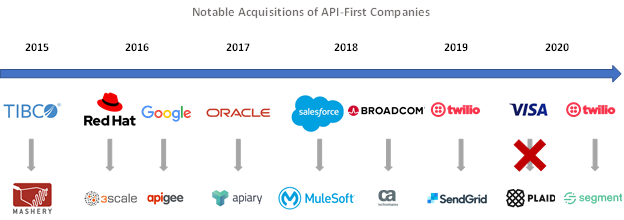 Notable Acquisitions of API-First Companies
2015 2016 2017 2018 2019 2020
TIBCO Red Hat Google ORACLE salesforce BROADCOM twilio VISA twilio
MASHERY 3scale apigee apiary MuleSoft ca technologies SendGrid PLAID segment